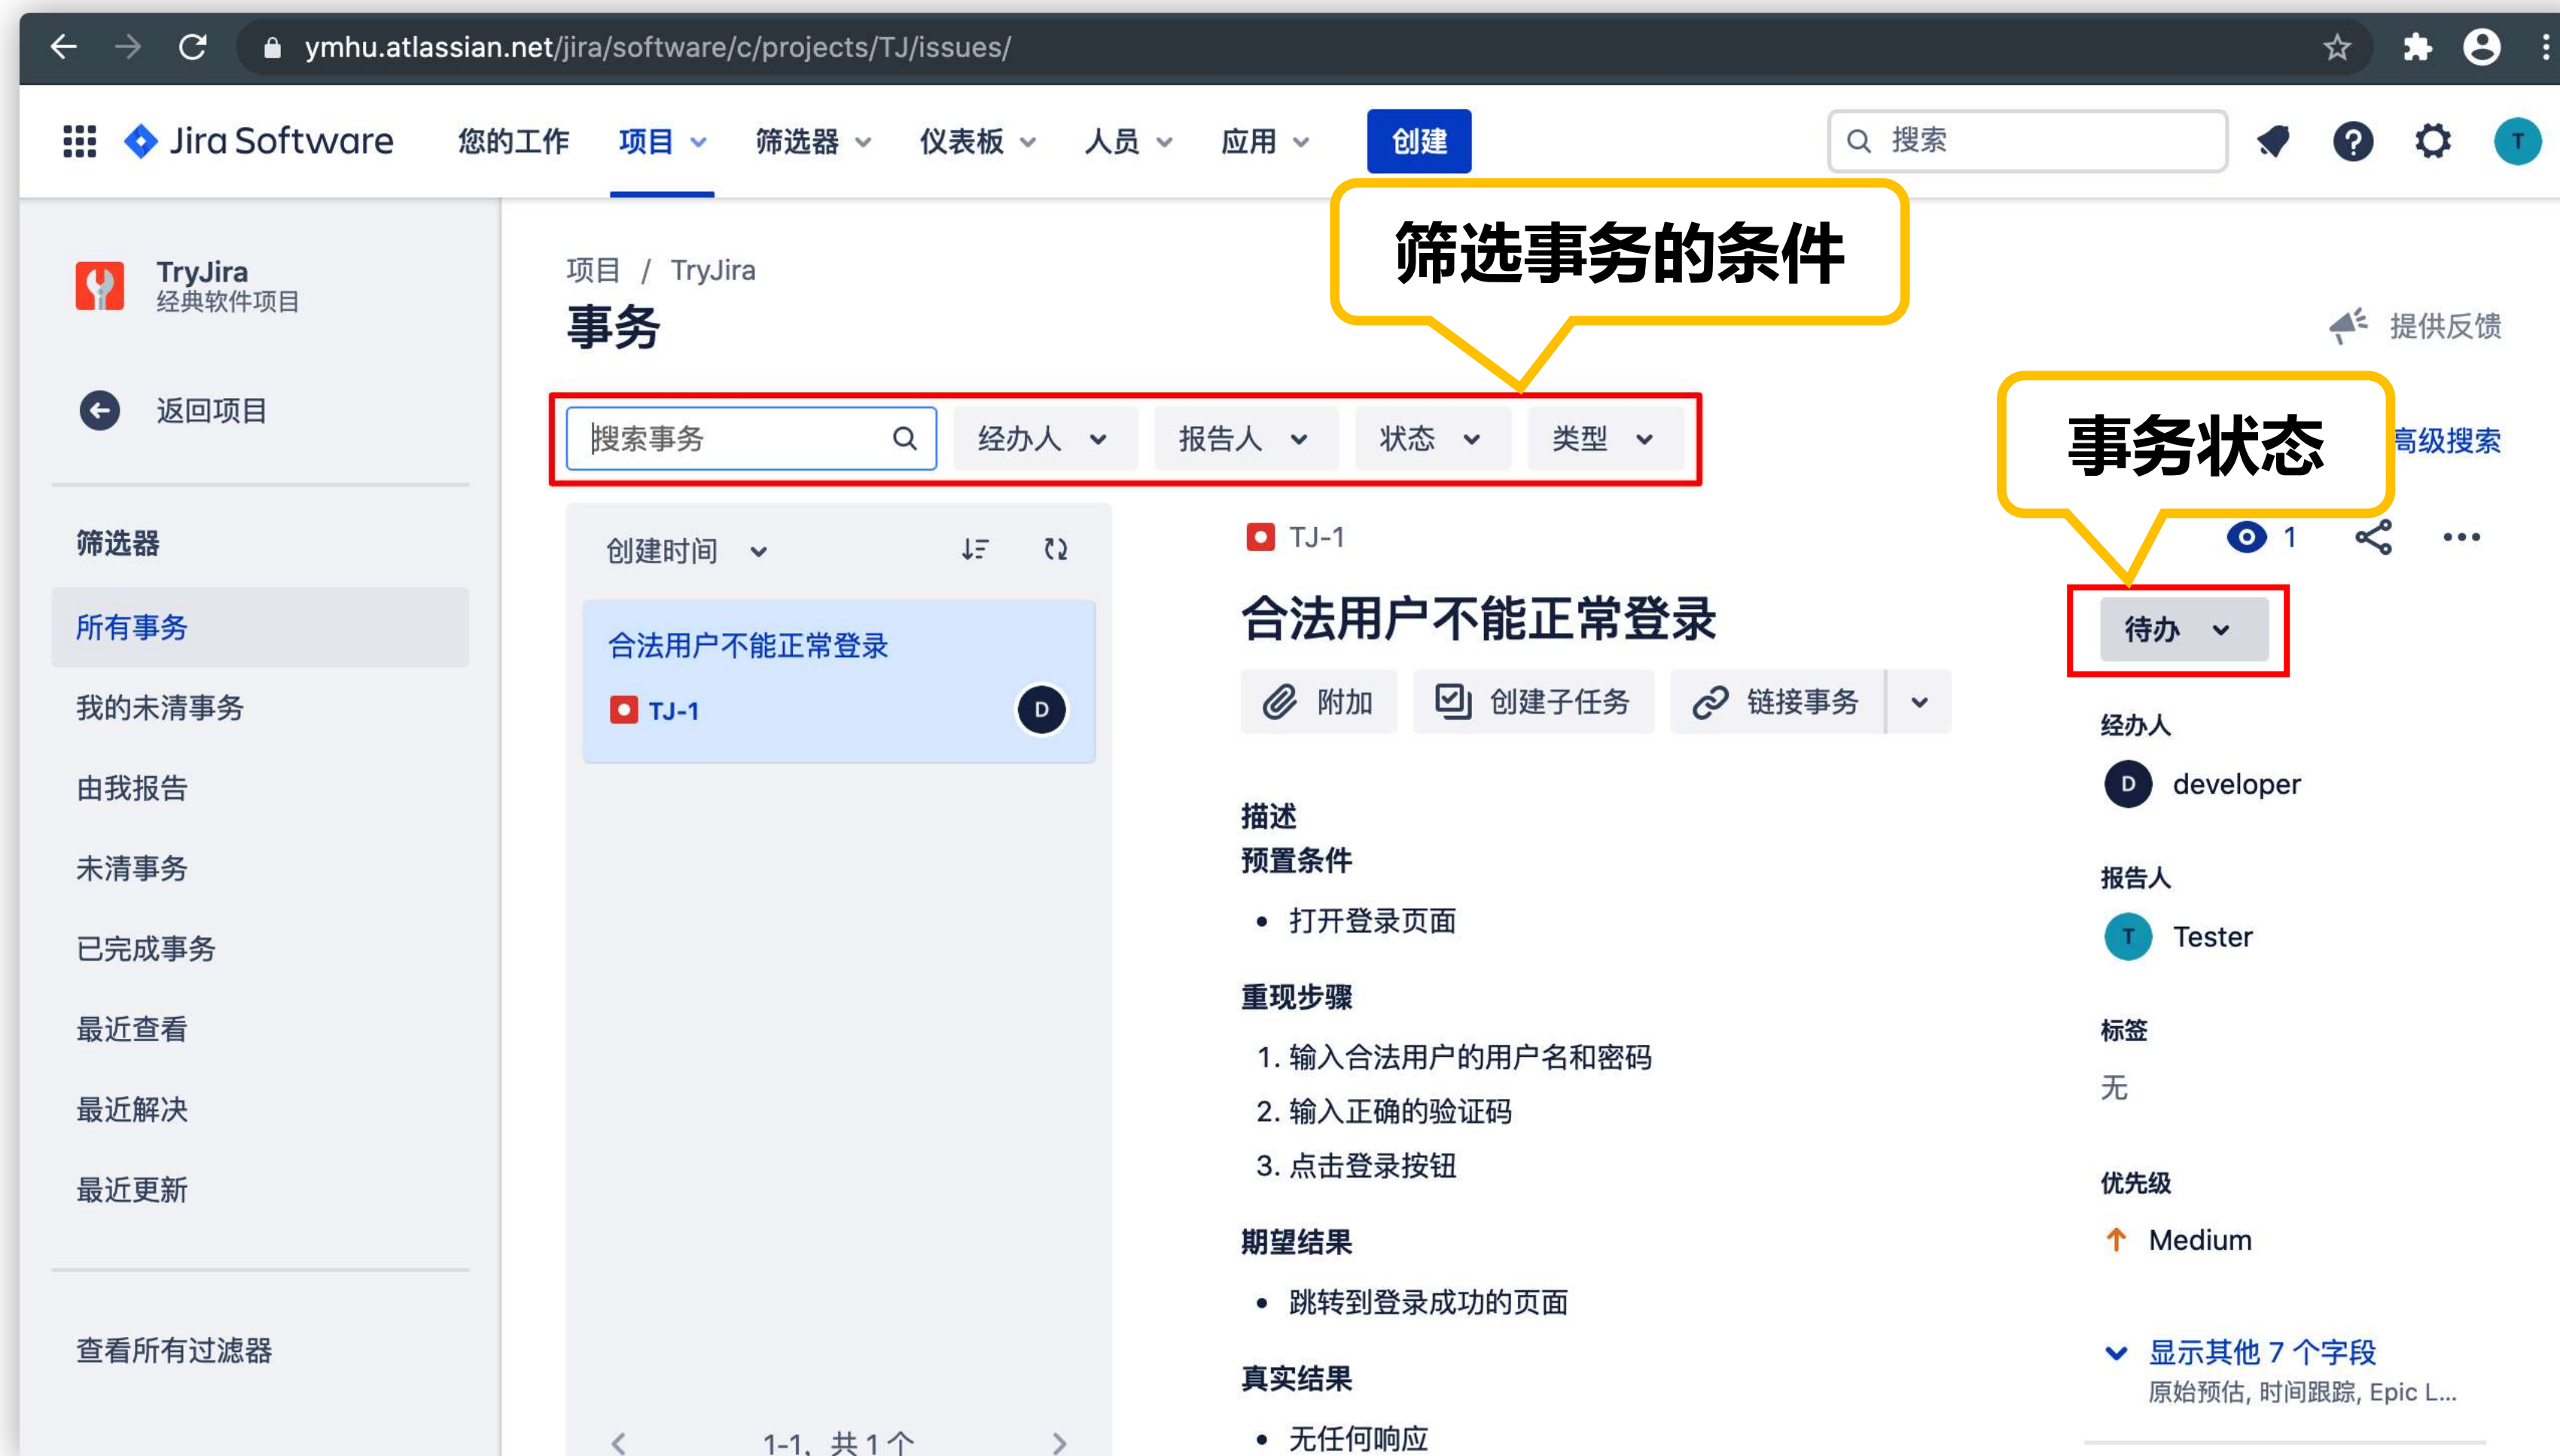 ymhu.atlassian.net/jira/software/c/projects/TJ/issues/
Jira Software 您的工作 项目 筛选器 仪表板 人员 应用 创建 搜索 T
筛选事务的条件
TryJira
经典软件项目
返回项目
筛选器
所有事务
我的未清事务
由我报告
未清事务
已完成事务
最近查看
最近解决
最近更新
查看所有过滤器
项目 / TryJira
事务
提供反馈
搜索事务 经办人 报告人 状态 类型
高级搜索
事务状态
创建时间
合法用户不能正常登录
TJ-1 D
1-1, 共 1 个
TJ-1
1
合法用户不能正常登录
附加 创建子任务 链接事务
描述
预置条件
• 打开登录页面
重现步骤
1. 输入合法用户的用户名和密码
2. 输入正确的验证码
3. 点击登录按钮
期望结果
• 跳转到登录成功的页面
真实结果
• 无任何响应
待办
经办人
D developer
报告人
T Tester
标签
无
优先级
Medium
显示其他 7 个字段
原始预估, 时间跟踪, Epic L...